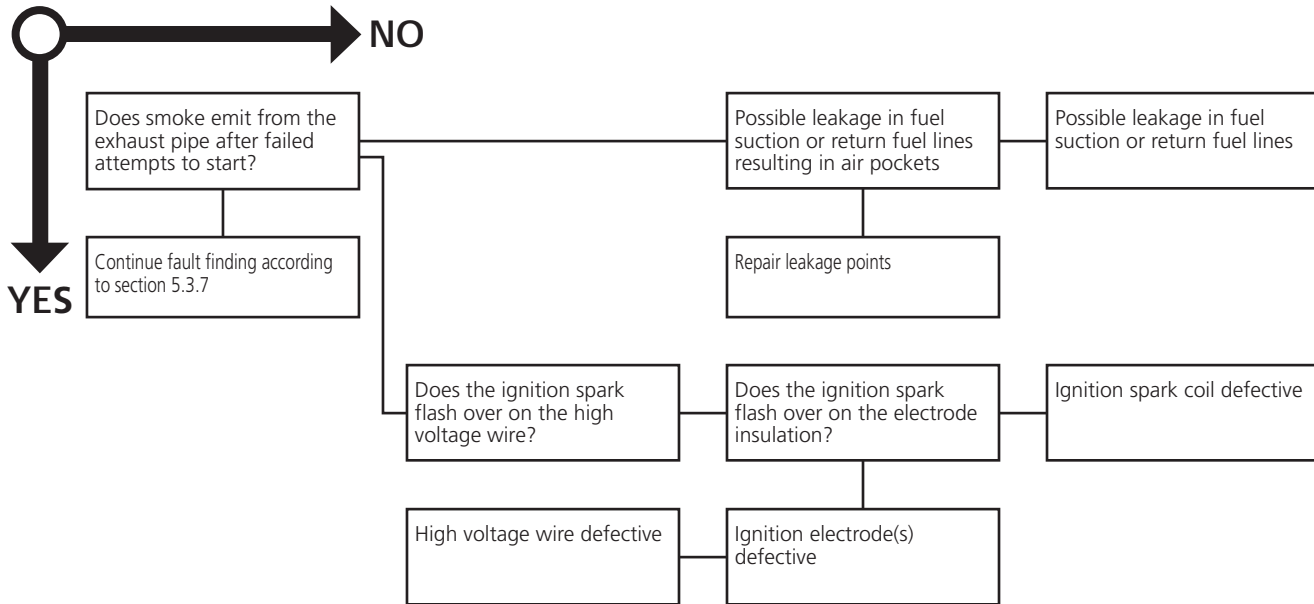 NO
YES
Does smoke emit from the
exhaust pipe after failed
attempts to start?
Possible leakage in fuel
suction or return fuel lines
resulting in air pockets
Possible leakage in fuel
suction or return fuel lines
Continue fault finding according
to section 5.3.7
Repair leakage points
Does the ignition spark
flash over on the high
voltage wire?
Does the ignition spark
flash over on the electrode
insulation?
Ignition spark coil defective
High voltage wire defective
Ignition electrode(s)
defective